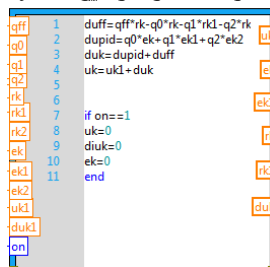 qff
q0
q1
q2
rk
rk1
rk2
ek
ek1
ek2
uk1
duk1
on
1 duff=qff*rk-q0*rk-q1*rk1-q2*rk
2 dupid=q0*ek+q1*ek1+q2*ek2
3 duk=dupid+duff
4 uk=uk1+duk
5
6
7 if on==1
8 uk=0
9 diuk=0
10 ek=0
11 end